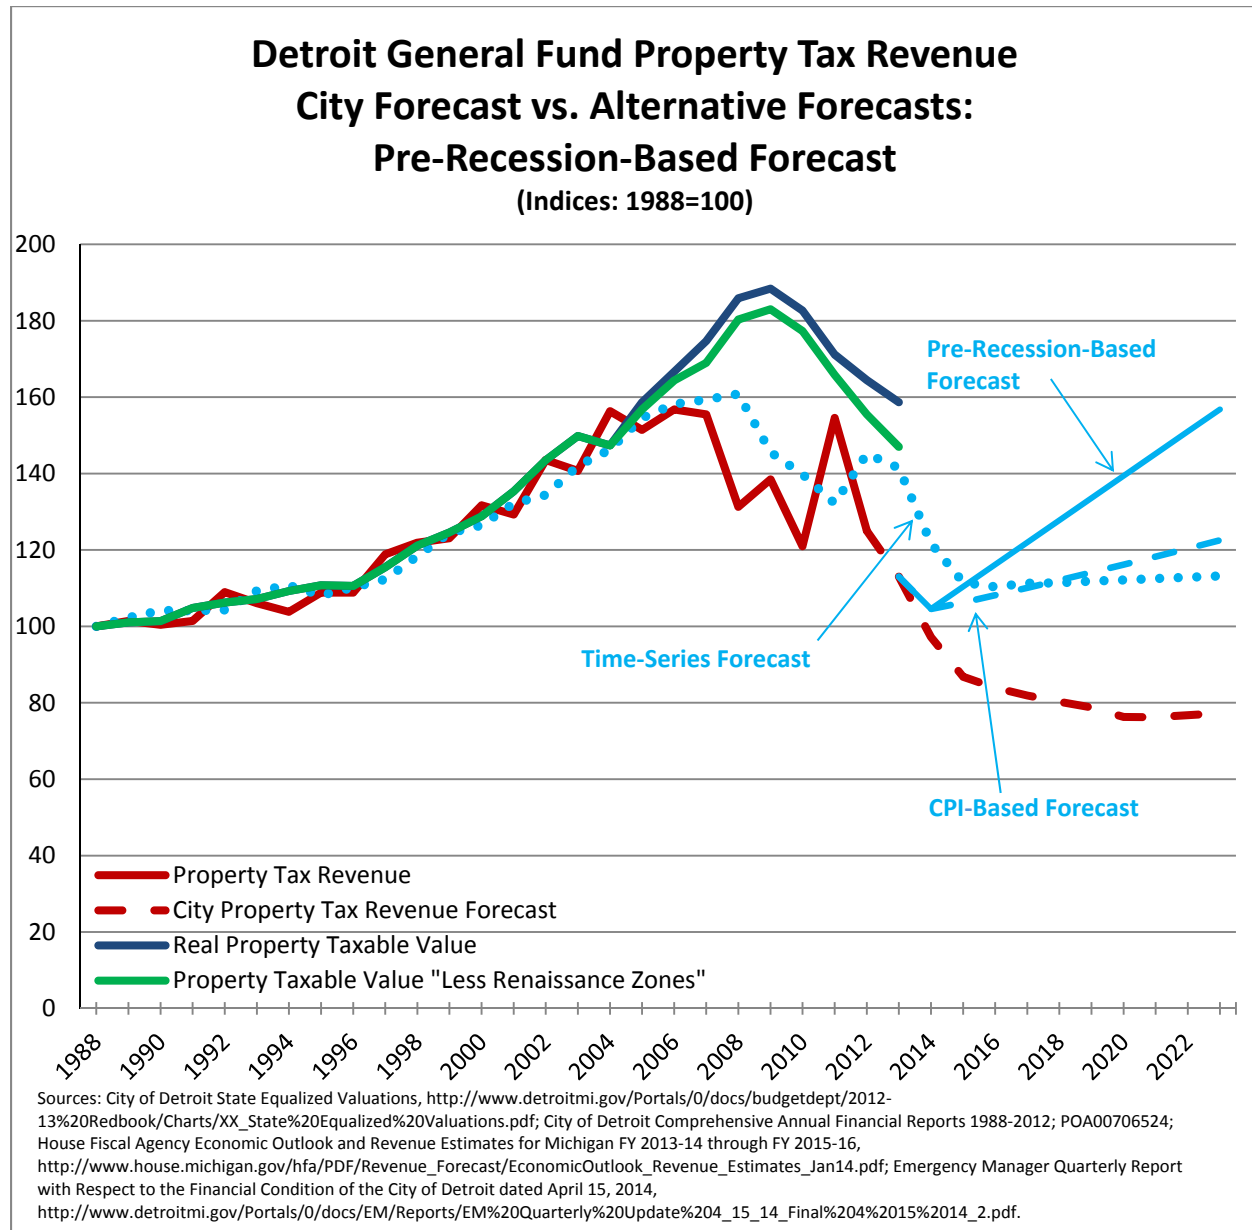 Detroit General Fund Property Tax Revenue
City Forecast vs. Alternative Forecasts:
Pre-Recession-Based Forecast
(Indices: 1988=100)
200
180
160
140
120
100
80
60
40
20
0
Pre-Recession-Based
Forecast
Time-Series Forecast
CPI-Based Forecast
Property Tax Revenue
City Property Tax Revenue Forecast
Real Property Taxable Value
Property Taxable Value "Less Renaissance Zones"
1988
1990
1992
1994
1996
1998
2000
2002
2004
2006
2008
2010
2012
2014
2016
2018
2020
2022
Sources: City of Detroit State Equalized Valuations, http://www.detroitmi.gov/Portals/0/docs/budgetdept/2012-
13%20Redbook/Charts/XX_State%20Equalized%20Valuations.pdf; City of Detroit Comprehensive Annual Financial Reports 1988-2012; POA00706524;
House Fiscal Agency Economic Outlook and Revenue Estimates for Michigan FY 2013-14 through FY 2015-16,
http://www.house.michigan.gov/hfa/PDF/Revenue_Forecast/EconomicOutlook_Revenue_Estimates_Jan14.pdf; Emergency Manager Quarterly Report
with Respect to the Financial Condition of the City of Detroit dated April 15, 2014,
http://www.detroitmi.gov/Portals/0/docs/EM/Reports/EM%20Quarterly%20Update%204_15_14_Final%204%2015%2014_2.pdf.